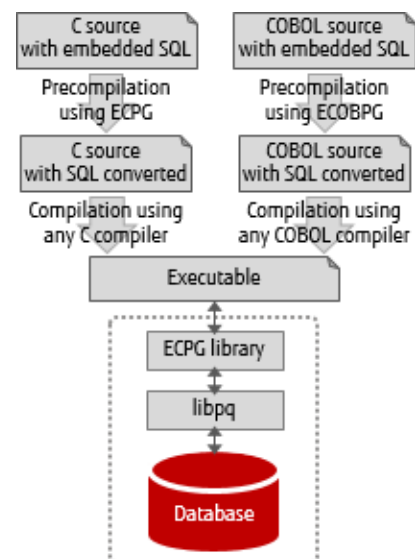 C source
with embedded SQL
COBOL source
with embedded SQL
Precompilation
using ECPG
Precompilation
using ECOBPG
C source
with SQL converted
COBOL source
with SQL converted
Compilation using
any C compiler
Compilation using
any COBOL compiler
Executable
ECPG library
libpq
Database